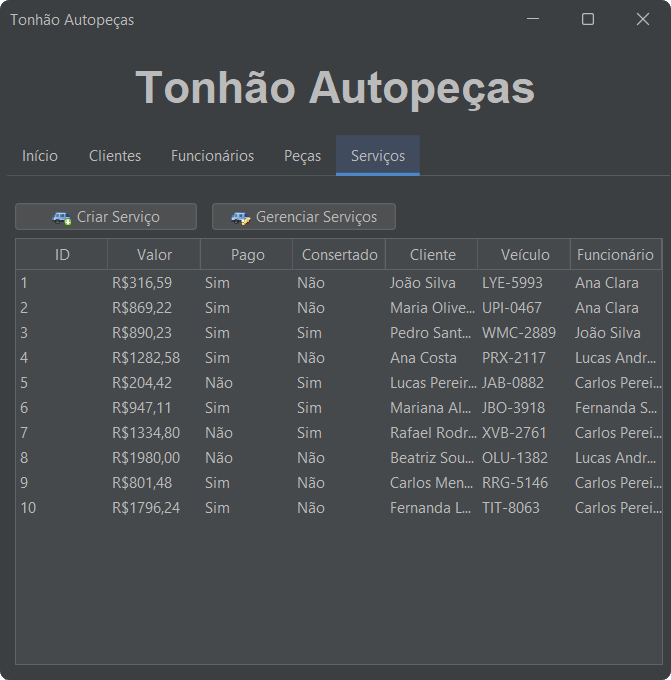 Tonhão Autopeças
Tonhão Autopeças
Início Clientes Funcionários Peças Serviços
Criar Serviço Gerenciar Serviços
ID Valor Pago Consertado Cliente Veículo Funcionário
1 R$316,59 Sim Não João Silva LYE-5993 Ana Clara
2 R$869,22 Sim Não Maria Olive... UPI-0467 Ana Clara
3 R$890,23 Sim Sim Pedro Sant... WMC-2889 João Silva
4 R$1282,58 Sim Não Ana Costa PRX-2117 Lucas Andr...
5 R$204,42 Não Sim Lucas Pereir... JAB-0882 Carlos Perei...
6 R$947,11 Sim Sim Mariana Al... JBO-3918 Fernanda S...
7 R$1334,80 Não Sim Rafael Rodr... XVB-2761 Carlos Perei...
8 R$1980,00 Não Não Beatriz Sou... OLU-1382 Lucas Andr...
9 R$801,48 Sim Não Carlos Men... RRG-5146 Carlos Perei...
10 R$1796,24 Sim Não Fernanda L... TIT-8063 Carlos Perei...